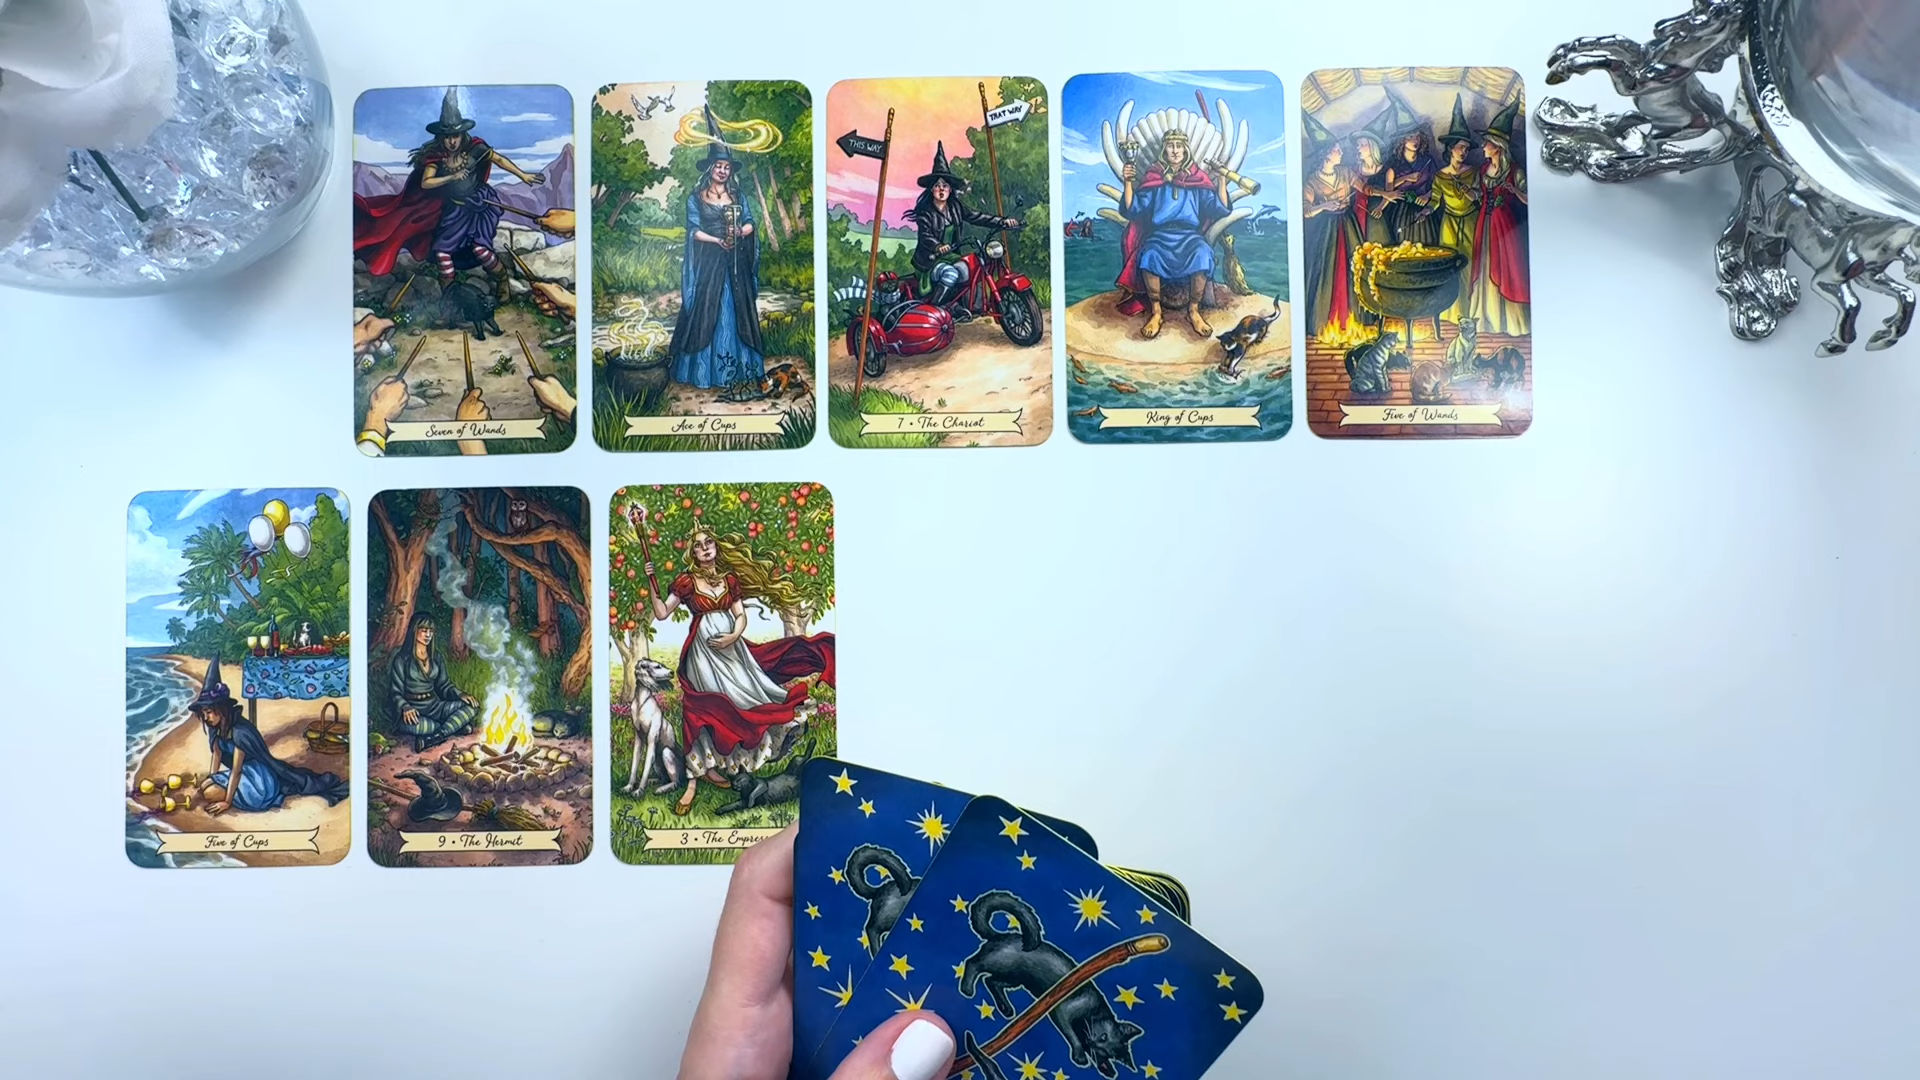 THIS WAY
THAT WAY
Seven of Wands
Ace of Cups
7 • The Chariot
King of Cups
Five of Wands
Five of Cups
9 • The Hermit
3 • The Empress